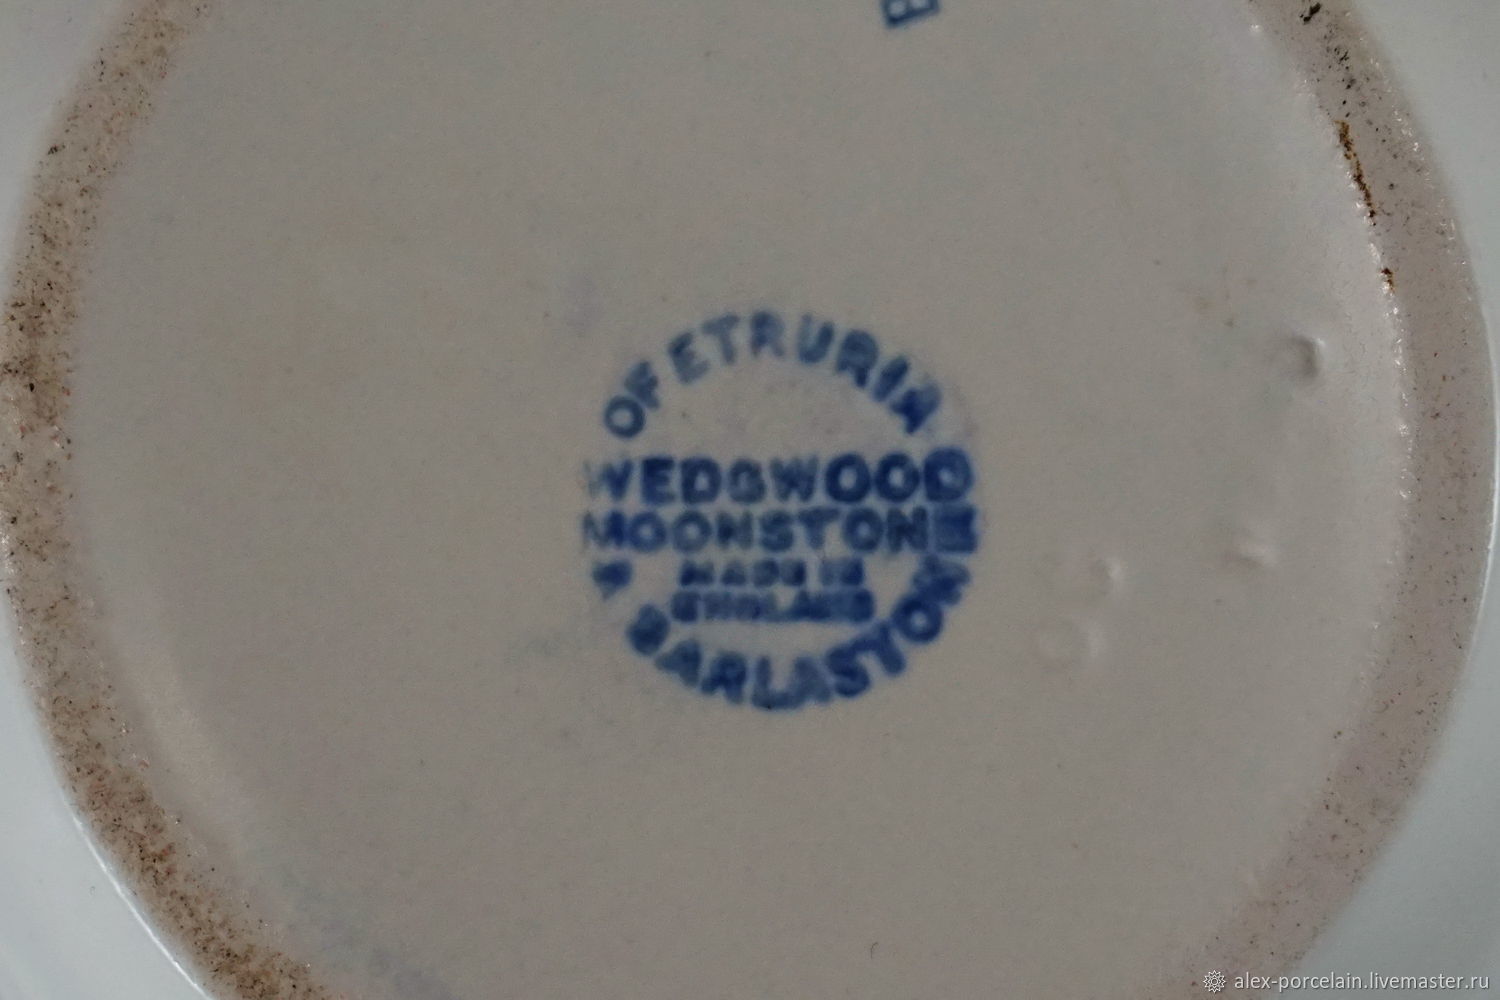 OF ETRURIA
WEDGWOOD
MOONSTONE
MADE IN
ENGLAND
& BARLASTON
alex-porcelain.livemaster.ru